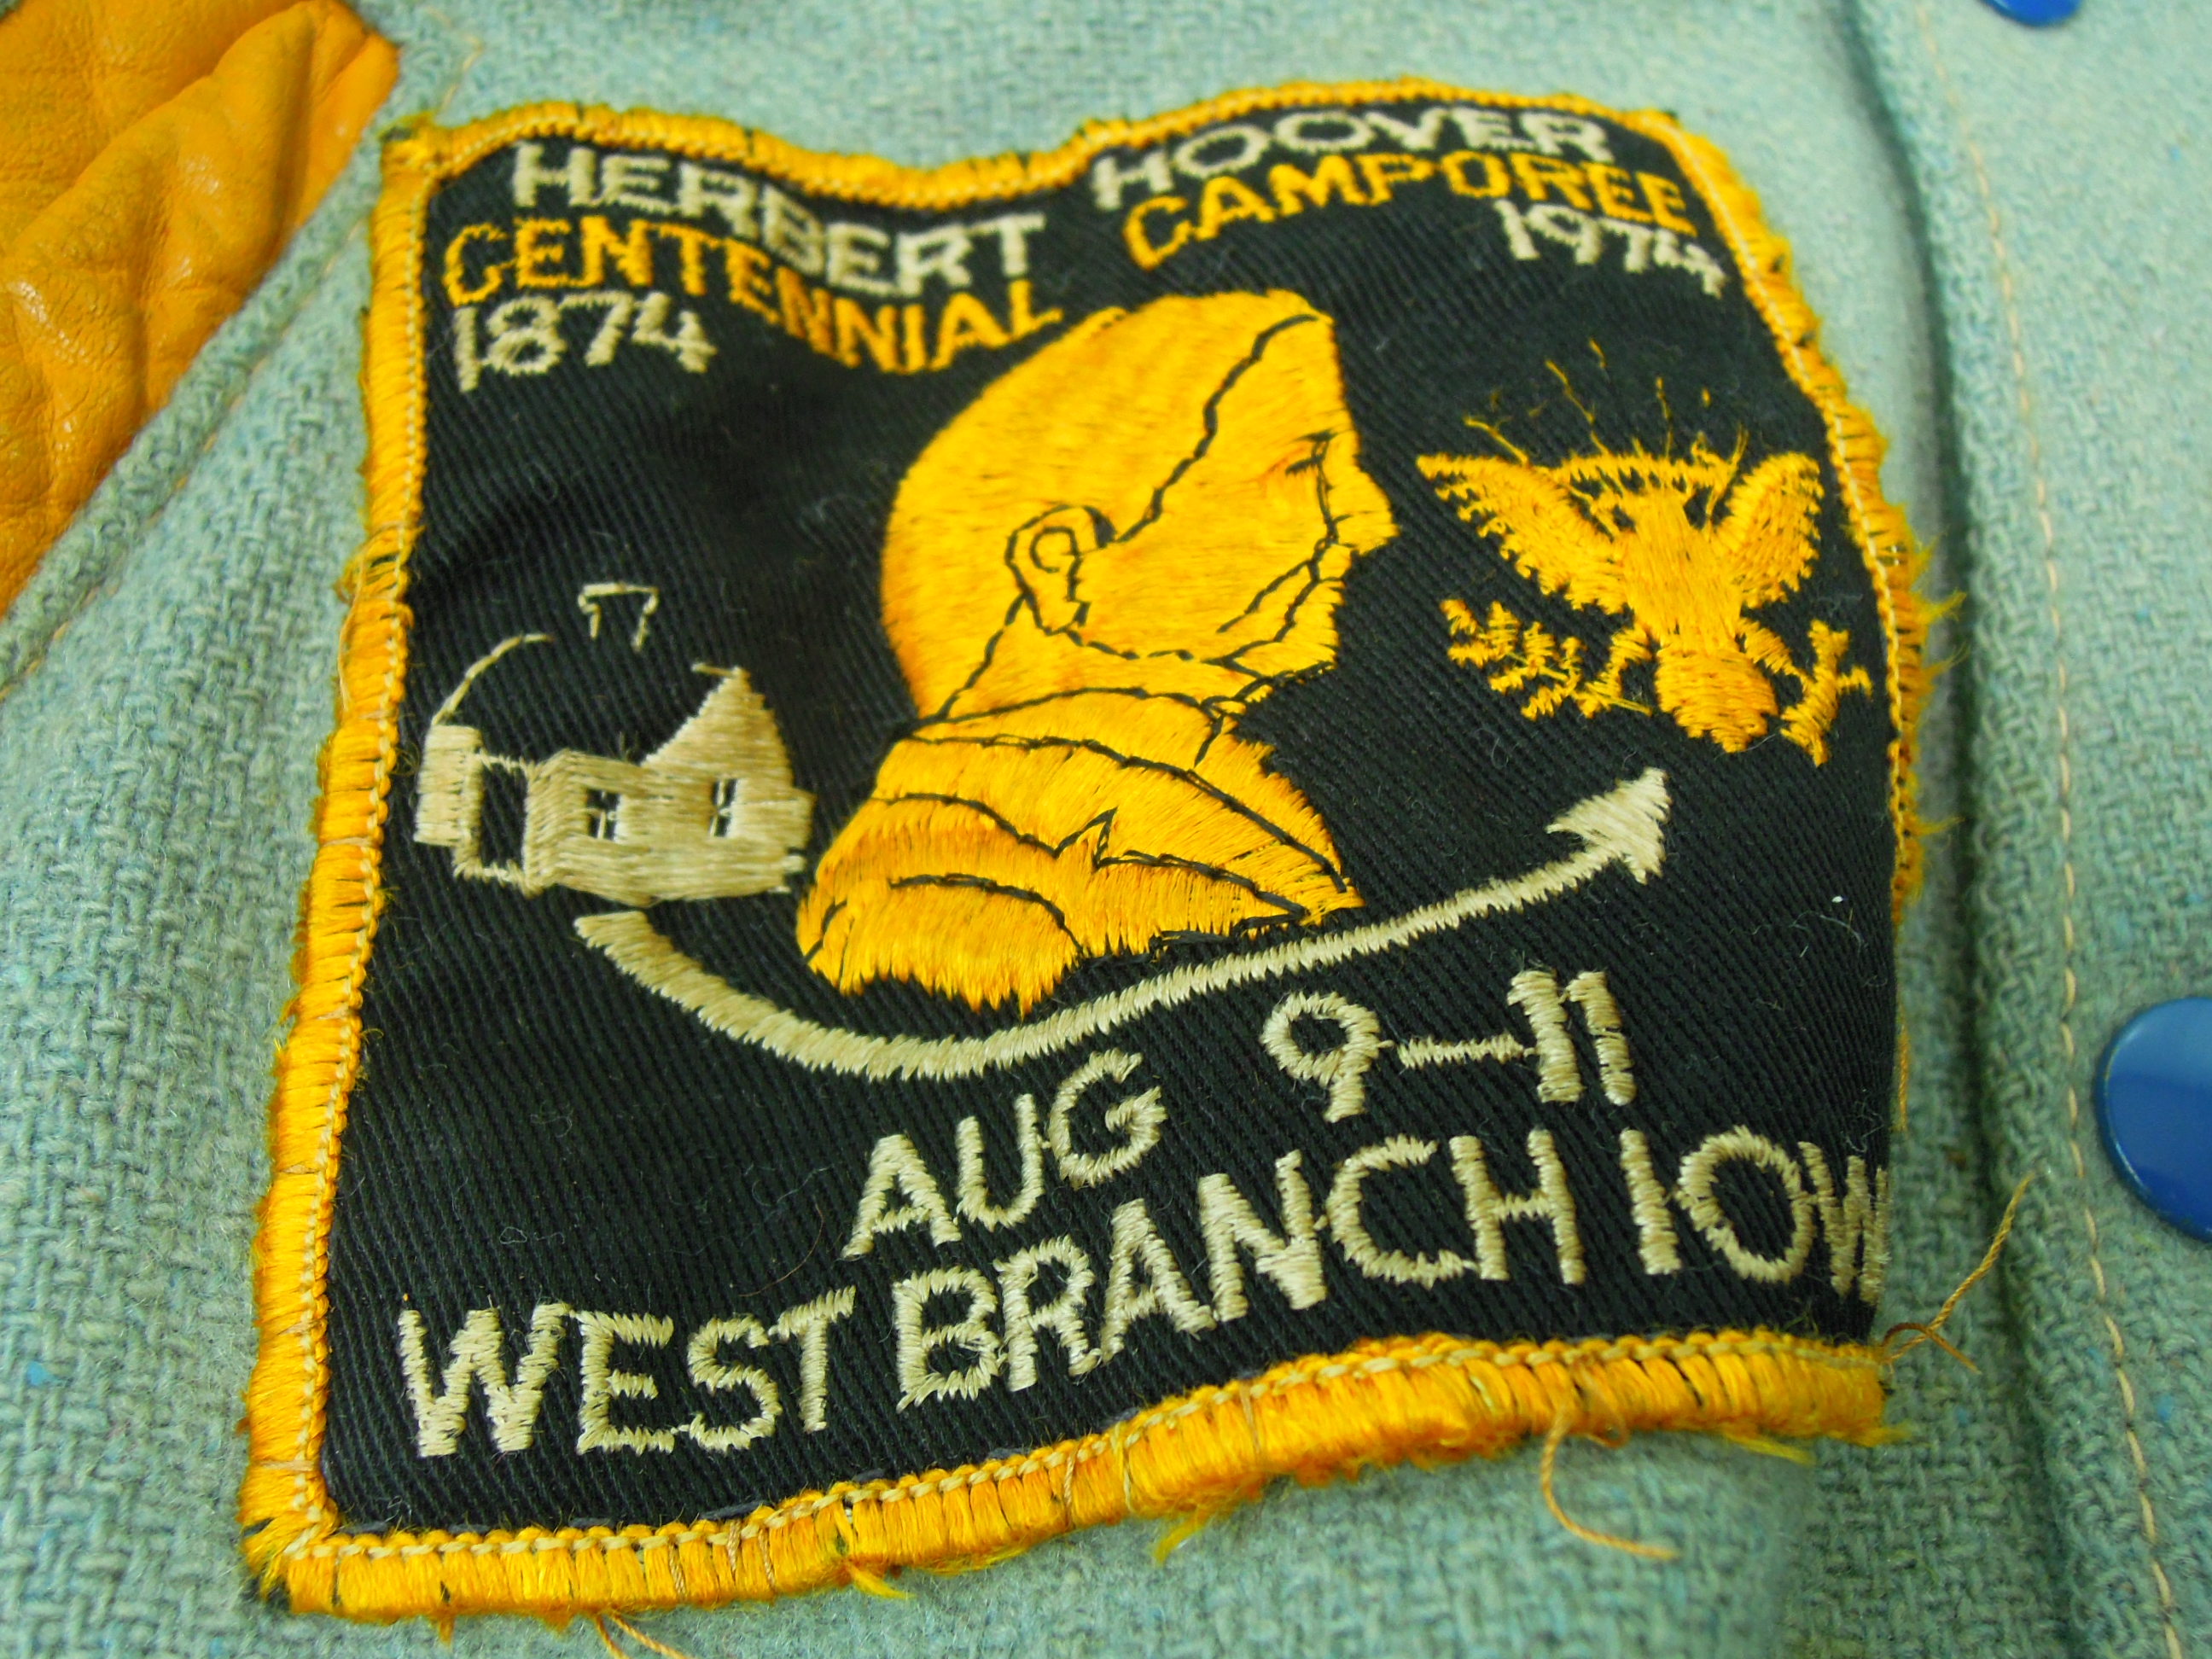 HERBERT HOOVER
CENTENNIAL CAMPOREE
1874 1974
AUG 9-11
WEST BRANCH IOW